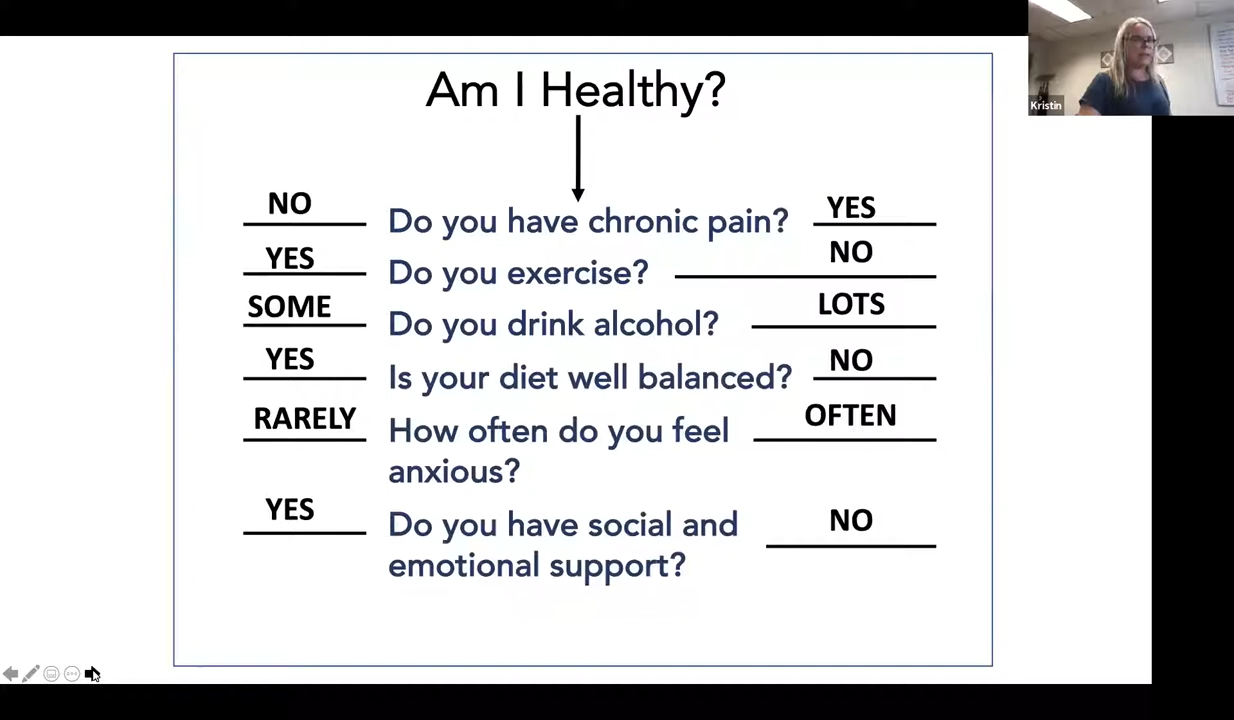 Am I Healthy?
NO Do you have chronic pain? YES
YES Do you exercise? NO
SOME Do you drink alcohol? LOTS
YES Is your diet well balanced? NO
RARELY How often do you feel OFTEN
anxious?
YES Do you have social and NO
emotional support?
Kristin